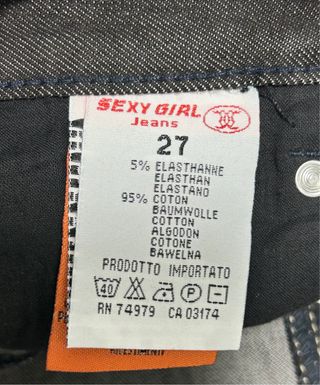 SEXY GIRL
Jeans
27
5% ELASTHANNE
ELASTHAN
ELASTANO
95% COTON
BAUMWOLLE
COTTON
ALGODON
COTONE
BAWELNA
PRODOTTO IMPORTATO
40
RN 74979 CA 03174